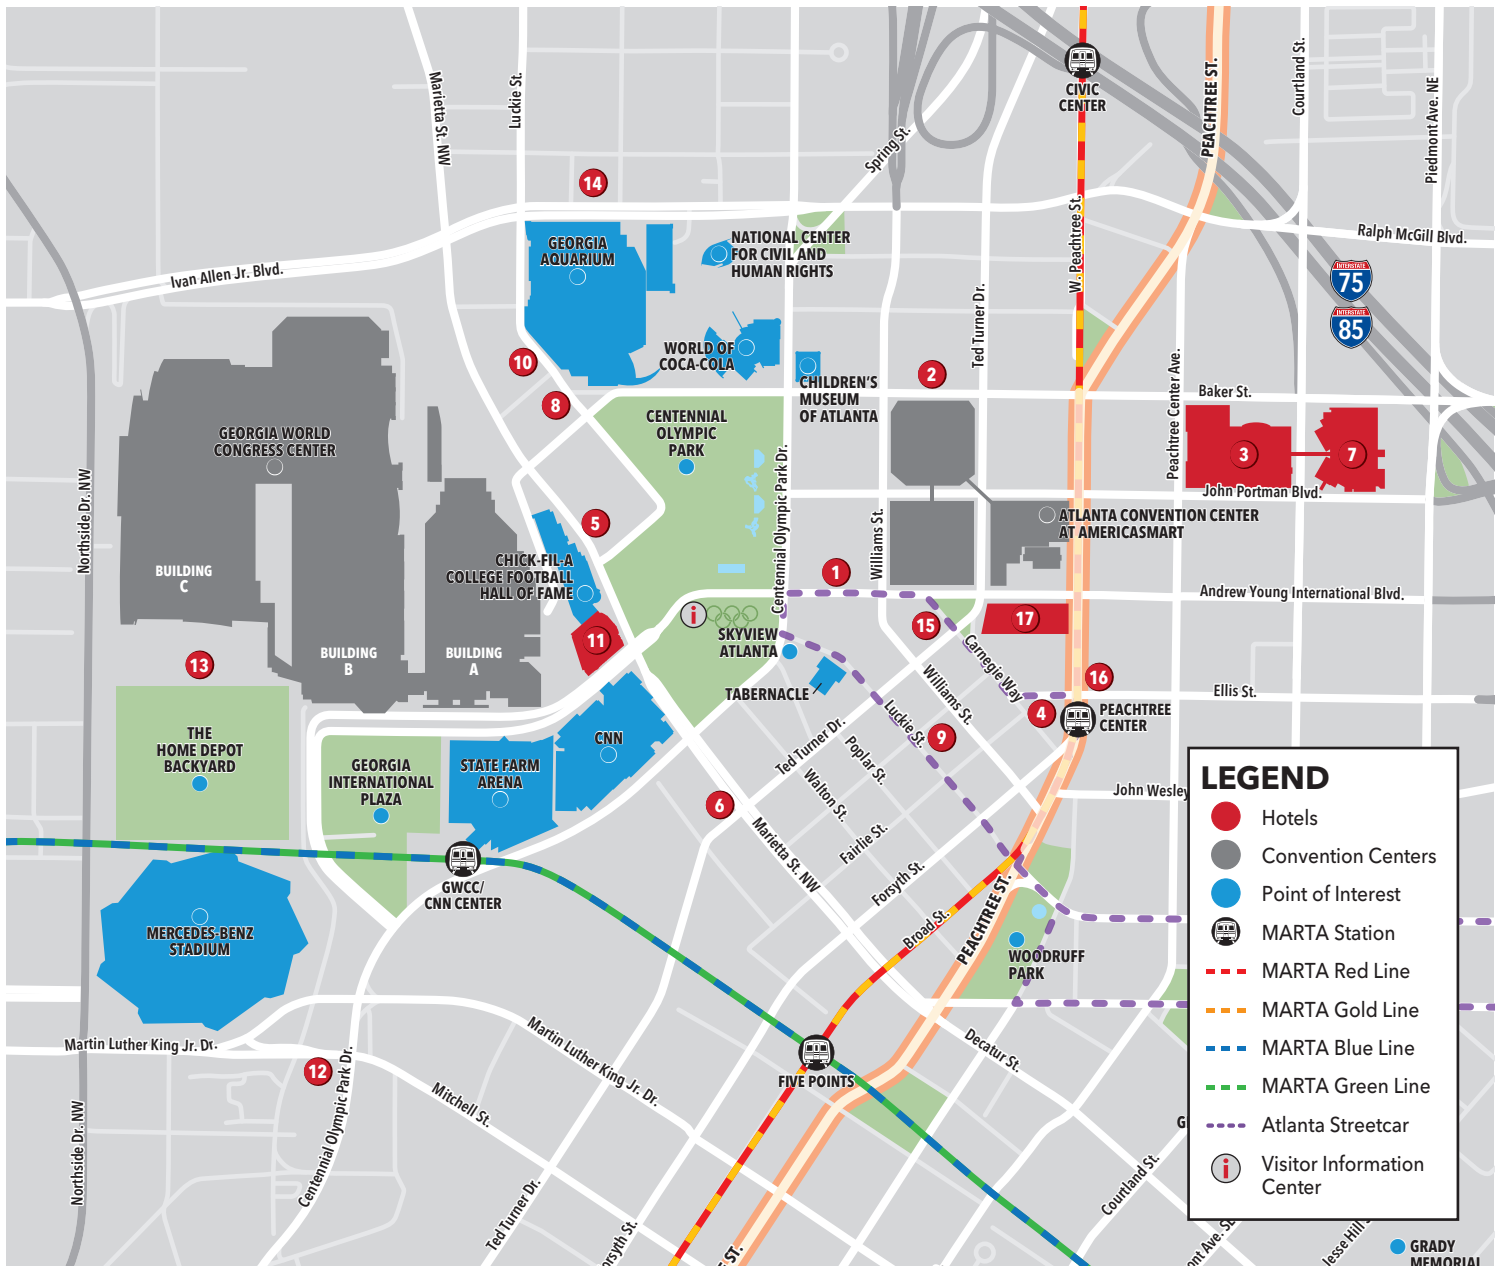 Marietta St. NW
Luckie St.
CIVIC
CENTER
PEACHTREE ST.
Courtland St.
Piedmont Ave. NE
Spring St.
14
GEORGIA
AQUARIUM
NATIONAL CENTER
FOR CIVIL AND
HUMAN RIGHTS
W. Peachtree St.
Ralph McGill Blvd.
Ivan Allen Jr. Blvd.
INTERSTATE
75
INTERSTATE
85
Ted Turner Dr.
10
WORLD OF
COCA-COLA
CHILDREN'S
MUSEUM
OF ATLANTA
2
Peachtree Center Ave.
Baker St.
8
CENTENNIAL
OLYMPIC
PARK
GEORGIA WORLD
CONGRESS CENTER
3
7
John Portman Blvd.
Northside Dr. NW
Centennial Olympic Park Dr.
Williams St.
ATLANTA CONVENTION CENTER
AT AMERICASMART
5
CHICK-FIL-A
COLLEGE FOOTBALL
HALL OF FAME
BUILDING
C
1
Andrew Young International Blvd.
i
SKYVIEW
ATLANTA
11
15
17
BUILDING
B
BUILDING
A
13
Carnegie Way
TABERNACLE
Williams St.
16
Ellis St.
4
PEACHTREE
CENTER
THE
HOME DEPOT
BACKYARD
GEORGIA
INTERNATIONAL
PLAZA
STATE FARM
ARENA
CNN
Ted Turner Dr.
Luckie St.
9
Poplar St.
Walton St.
6
Fairlie St.
John Wesley
Marietta St. NW
Forsyth St.
GWCC/
CNN CENTER
Broad St.
PEACHTREE ST.
MERCEDES-BENZ
STADIUM
WOODRUFF
PARK
LEGEND
Hotels
Convention Centers
Point of Interest
MARTA Station
MARTA Red Line
MARTA Gold Line
MARTA Blue Line
MARTA Green Line
Atlanta Streetcar
i
Visitor Information
Center
Martin Luther King Jr. Dr.
12
Martin Luther King Jr. Dr.
Decatur St.
FIVE POINTS
Mitchell St.
Northside Dr. NW
Centennial Olympic Park Dr.
Ted Turner Dr.
orsyth St.
E ST.
Courtland St.
G
ont Ave. SE
Jesse Hill
GRADY
MEMORIAL